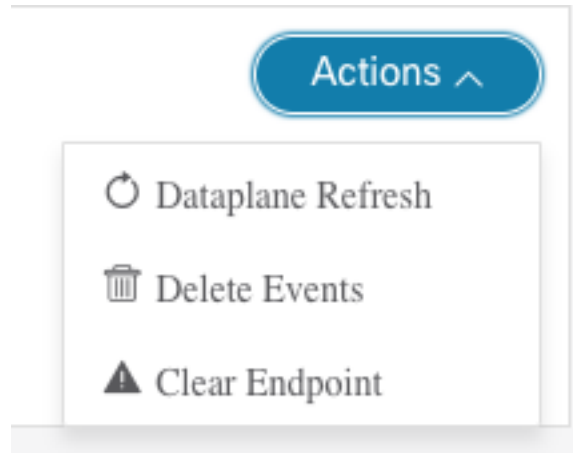 Actions
Dataplane Refresh
Delete Events
Clear Endpoint